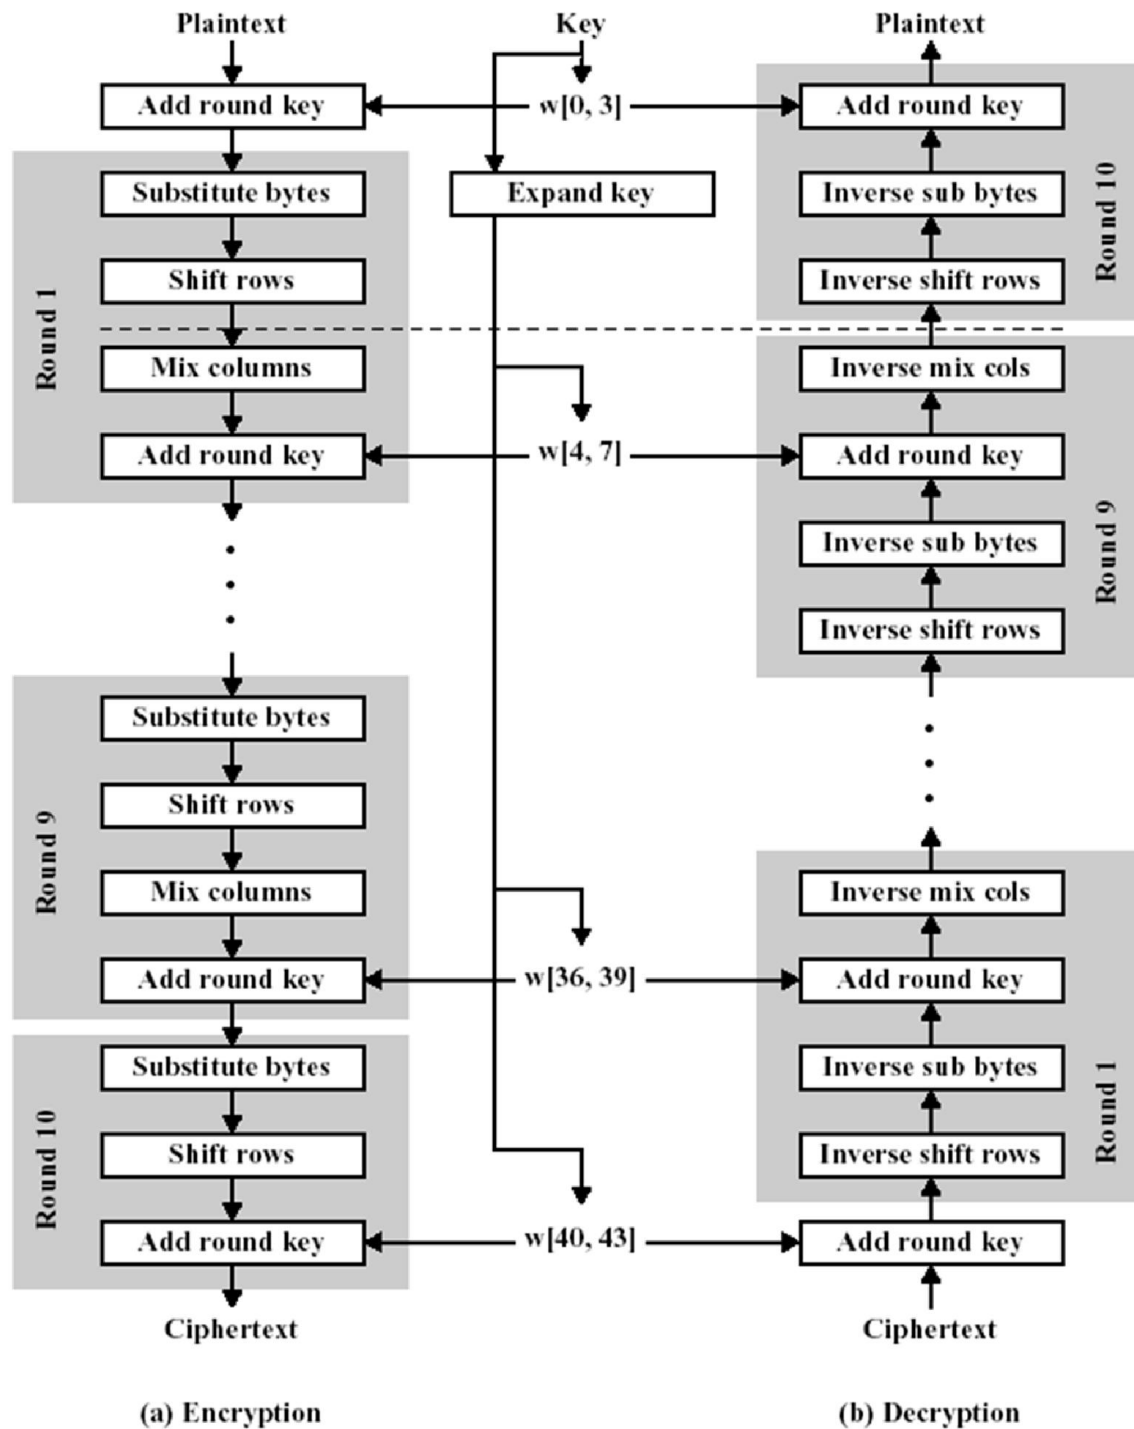 Plaintext
Key
Plaintext
Add round key
w[0, 3]
Add round key
Substitute bytes
Expand key
Inverse sub bytes
Round 10
Shift rows
Inverse shift rows
Round 1
Mix columns
Inverse mix cols
Add round key
w[4, 7]
Add round key
Inverse sub bytes
Round 9
Inverse shift rows
Substitute bytes
Shift rows
Round 9
Mix columns
Inverse mix cols
Add round key
w[36, 39]
Add round key
Substitute bytes
Inverse sub bytes
Round 10
Shift rows
Inverse shift rows
Round 1
Add round key
w[40, 43]
Add round key
Ciphertext
Ciphertext
(a) Encryption
(b) Decryption